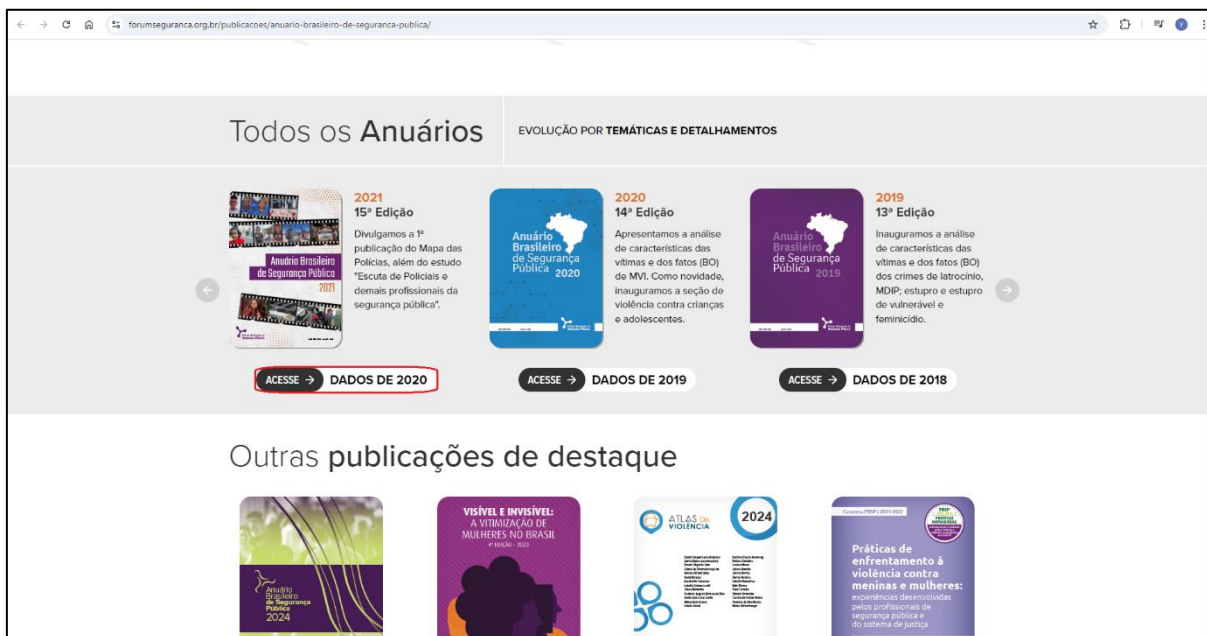 forumseguranca.org.br/publicacoes/anuario-brasileiro-de-seguranca-publica/
Todos os Anuários
EVOLUÇÃO POR TEMÁTICAS E DETALHAMENTOS
Anuário Brasileiro
de Segurança Pública
2021
2021
15ª Edição
Divulgamos a 1ª
publicação do Mapa das
Polícias, além do estudo
"Escuta de Policiais e
demais profissionais da
segurança pública".
ACESSE → DADOS DE 2020
Anuário
Brasileiro
de Segurança
Pública 2020
2020
14ª Edição
Apresentamos a análise
de características das
vítimas e dos fatos (BO)
de MVI. Como novidade,
inauguramos a seção de
violência contra crianças
e adolescentes.
ACESSE → DADOS DE 2019
Anuário
Brasileiro
de Segurança
Pública 2019
2019
13ª Edição
Inauguramos a análise
de características das
vítimas e dos fatos (BO)
dos crimes de latrocínio,
MDIP; estupro e estupro
de vulnerável e
feminicídio.
ACESSE → DADOS DE 2018
Outras publicações de destaque
Anuário
Brasileiro
de Segurança
Pública
2024
VISÍVEL E INVISÍVEL:
A VITIMIZAÇÃO DE
MULHERES NO BRASIL
4ª EDIÇÃO - 2023
ATLAS DA
VIOLÊNCIA
2024
Práticas de
enfrentamento à
violência contra
meninas e mulheres:
experiências desenvolvidas
pelos profissionais de
segurança pública e
do sistema de justiça